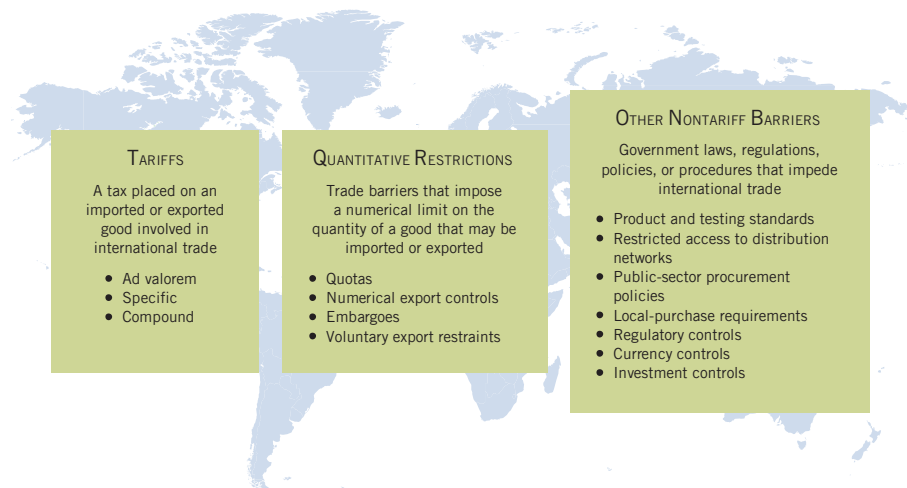 TARIFFS
A tax placed on an
imported or exported
good involved in
international trade
• Ad valorem
• Specific
• Compound
QUANTITATIVE RESTRICTIONS
Trade barriers that impose
a numerical limit on the
quantity of a good that may be
imported or exported
• Quotas
• Numerical export controls
• Embargoes
• Voluntary export restraints
OTHER NONTARIFF BARRIERS
Government laws, regulations,
policies, or procedures that impede
international trade
• Product and testing standards
• Restricted access to distribution
networks
• Public-sector procurement
policies
• Local-purchase requirements
• Regulatory controls
• Currency controls
• Investment controls